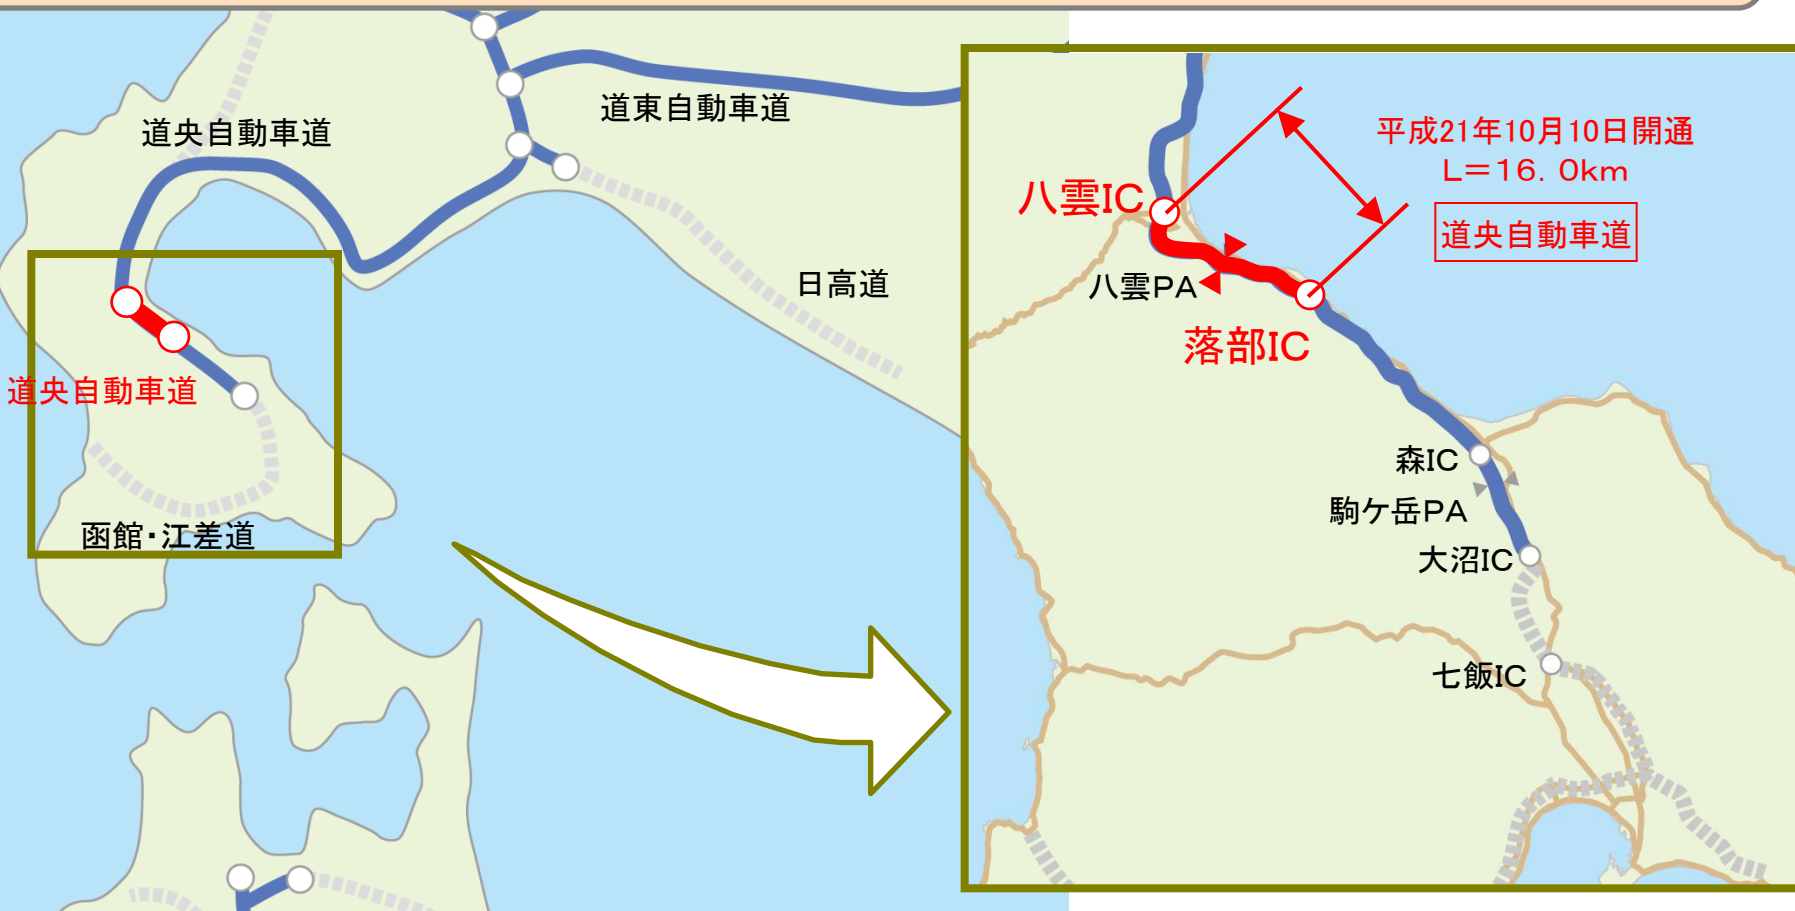 道央自動車道
道東自動車道
日高道
道央自動車道
函館・江差道
平成21年10月10日開通
L=16. 0km
道央自動車道
八雲IC
八雲PA
落部IC
森IC
駒ケ岳PA
大沼IC
七飯IC